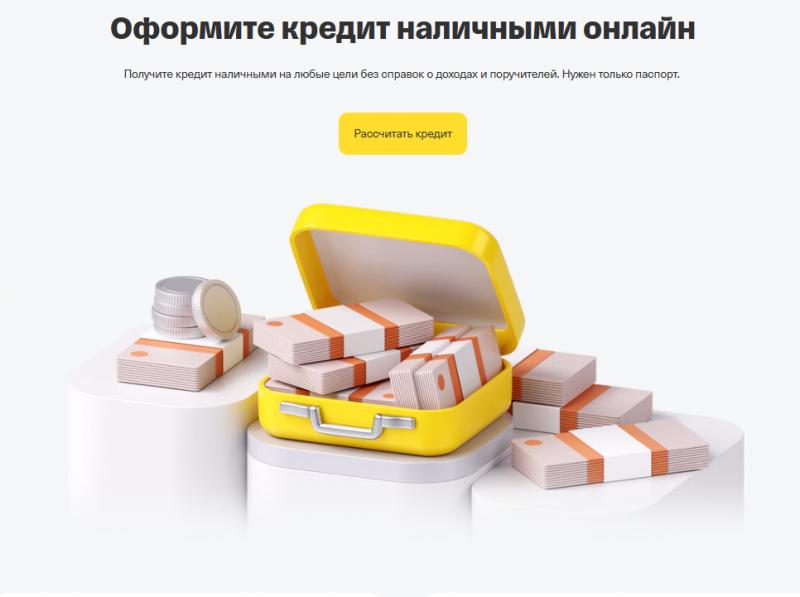 Оформите кредит наличными онлайн
Получите кредит наличными на любые цели без справок о доходах и поручителей. Нужен только паспорт.
Рассчитать кредит